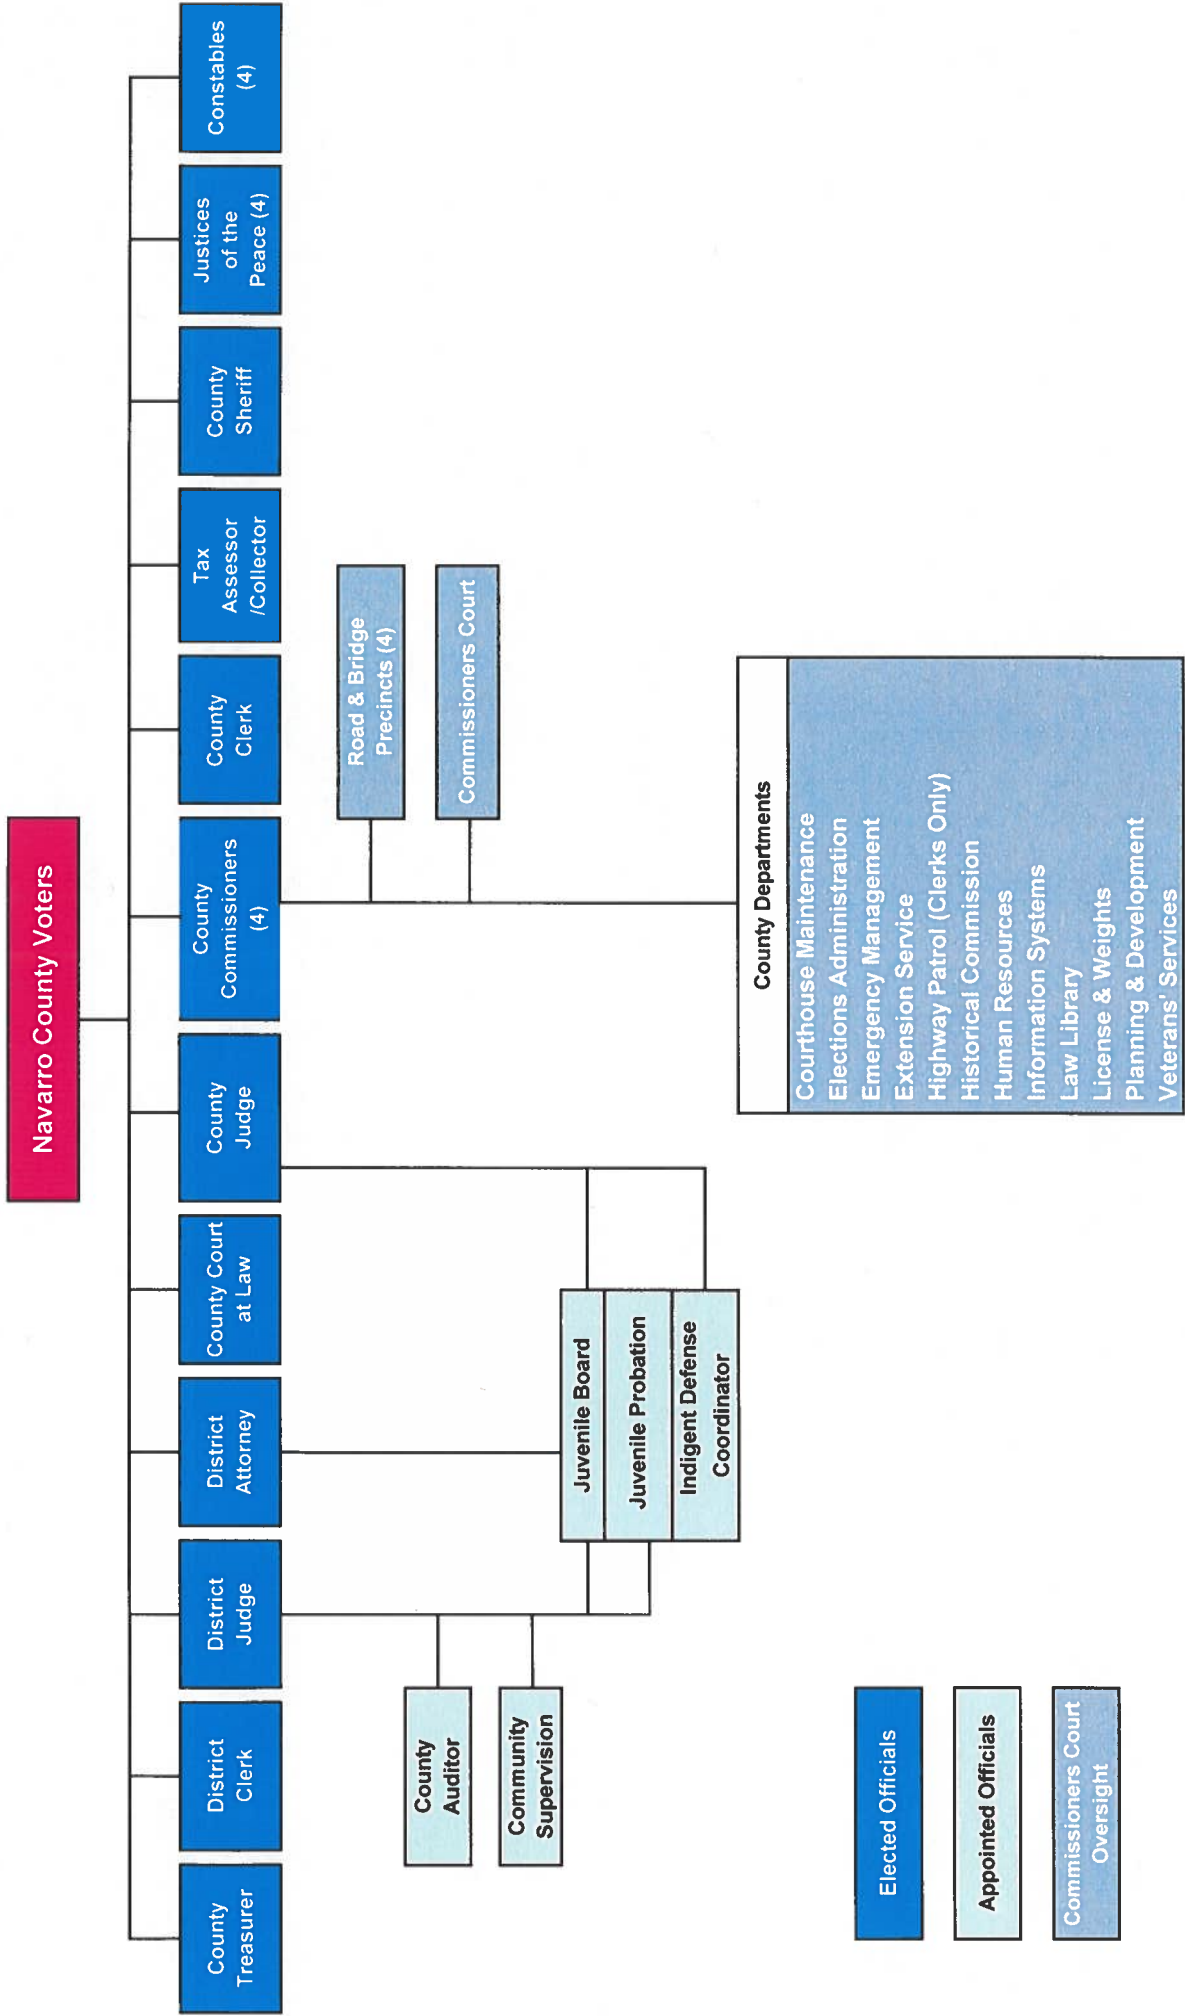 Navarro County Voters
County
Treasurer
District
Clerk
District
Judge
District
Attorney
County Court
at Law
County
Judge
County
Commissioners
(4)
County
Clerk
Tax
Assessor
/Collector
County
Sheriff
Justices
of the
Peace (4)
Constables
(4)
Road & Bridge
Precincts (4)
Commissioners Court
County
Auditor
Community
Supervision
Juvenile Board
Juvenile Probation
Indigent Defense
Coordinator
County Departments
Courthouse Maintenance
Elections Administration
Emergency Management
Extension Service
Highway Patrol (Clerks Only)
Historical Commission
Human Resources
Information Systems
Law Library
License & Weights
Planning & Development
Veterans' Services
Elected Officials
Appointed Officials
Commissioners Court
Oversight